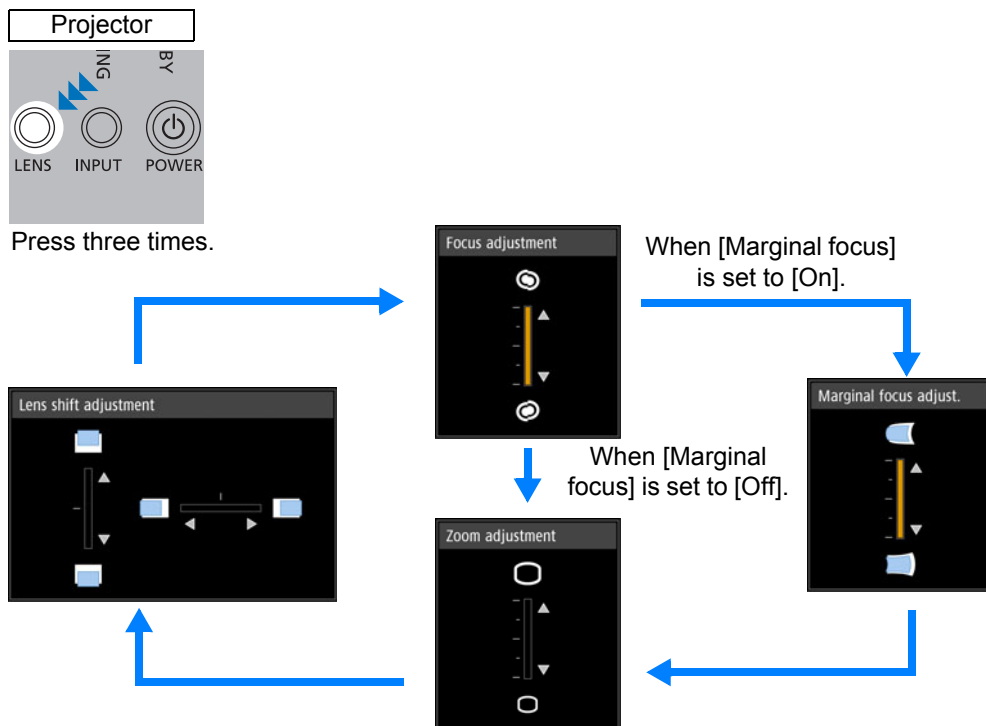 Projector
ING
BY
LENS
INPUT
POWER
Press three times.
Focus adjustment
When [Marginal focus]
is set to [On].
Lens shift adjustment
Marginal focus adjust.
When [Marginal
focus] is set to [Off].
Zoom adjustment